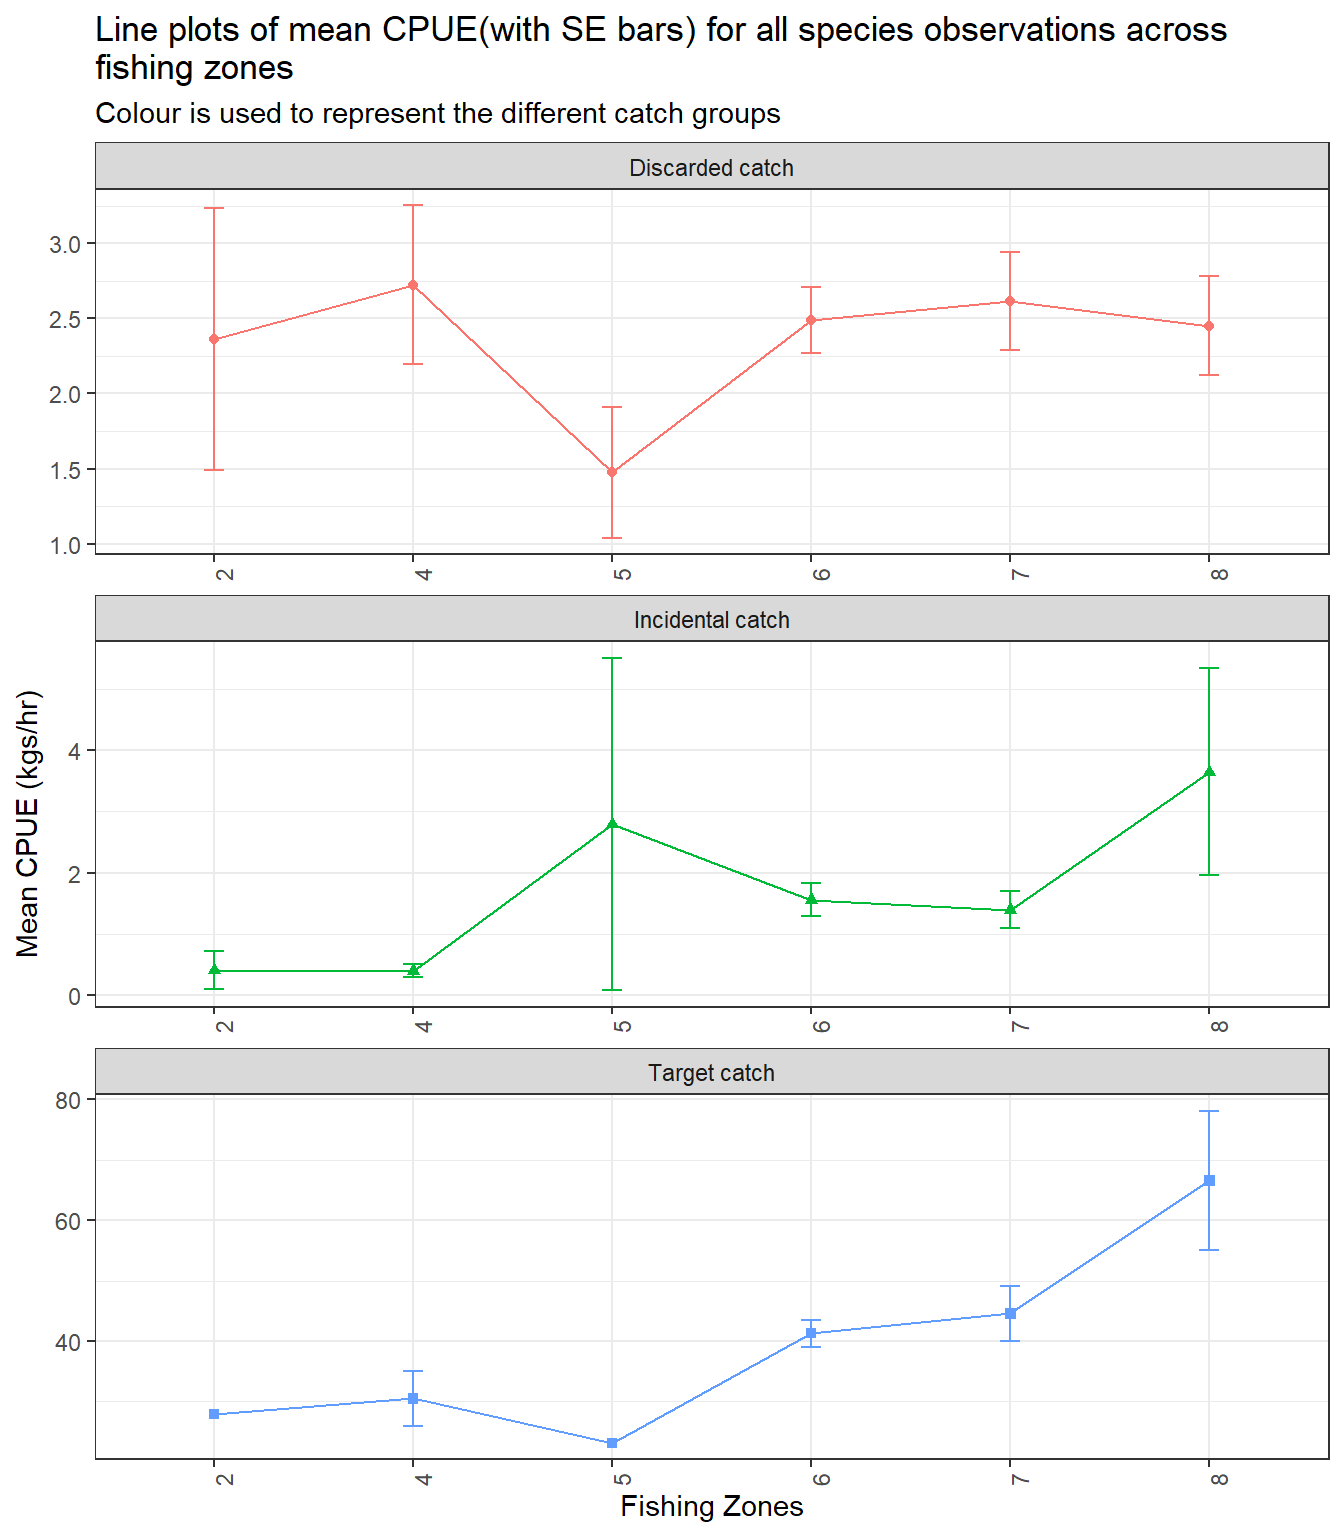 Line plots of mean CPUE(with SE bars) for all species observations across
fishing zones
Colour is used to represent the different catch groups
Discarded catch
3.0
2.5
2.0
1.5
1.0
2 4 5 6 7 8
Incidental catch
Mean CPUE (kgs/hr)
4
2
0
2 4 5 6 7 8
Target catch
80
60
40
2 4 5 6 7 8
Fishing Zones